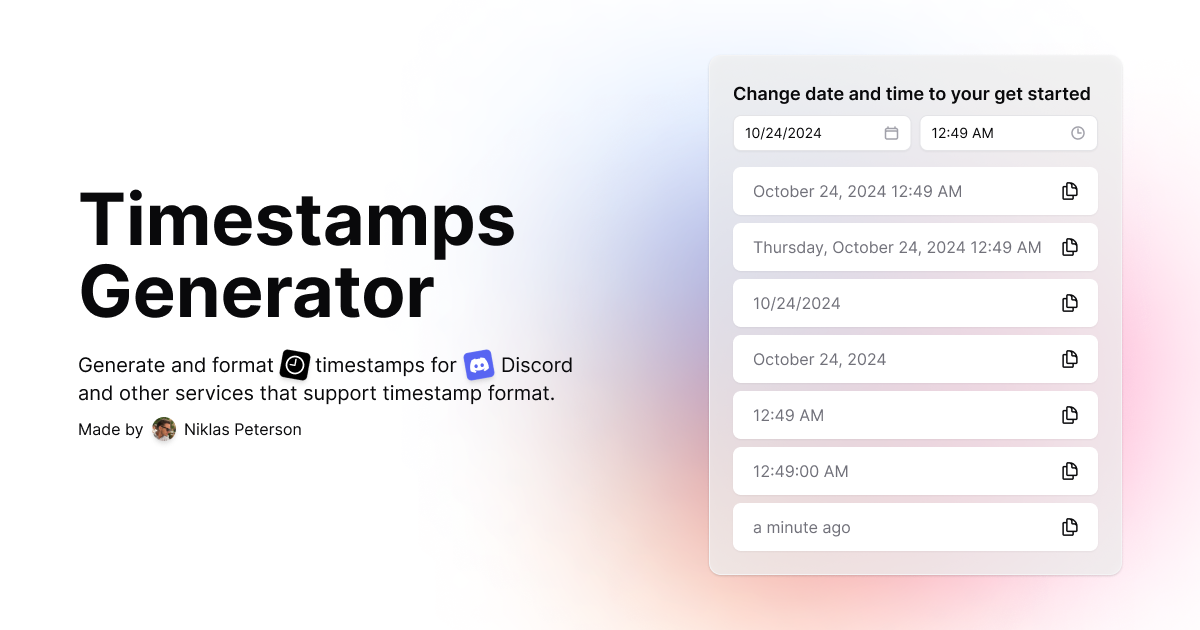 Timestamps
Generator
Generate and format timestamps for Discord
and other services that support timestamp format.
Made by Niklas Peterson
Change date and time to your get started
10/24/2024 12:49 AM
October 24, 2024 12:49 AM
Thursday, October 24, 2024 12:49 AM
10/24/2024
October 24, 2024
12:49 AM
12:49:00 AM
a minute ago